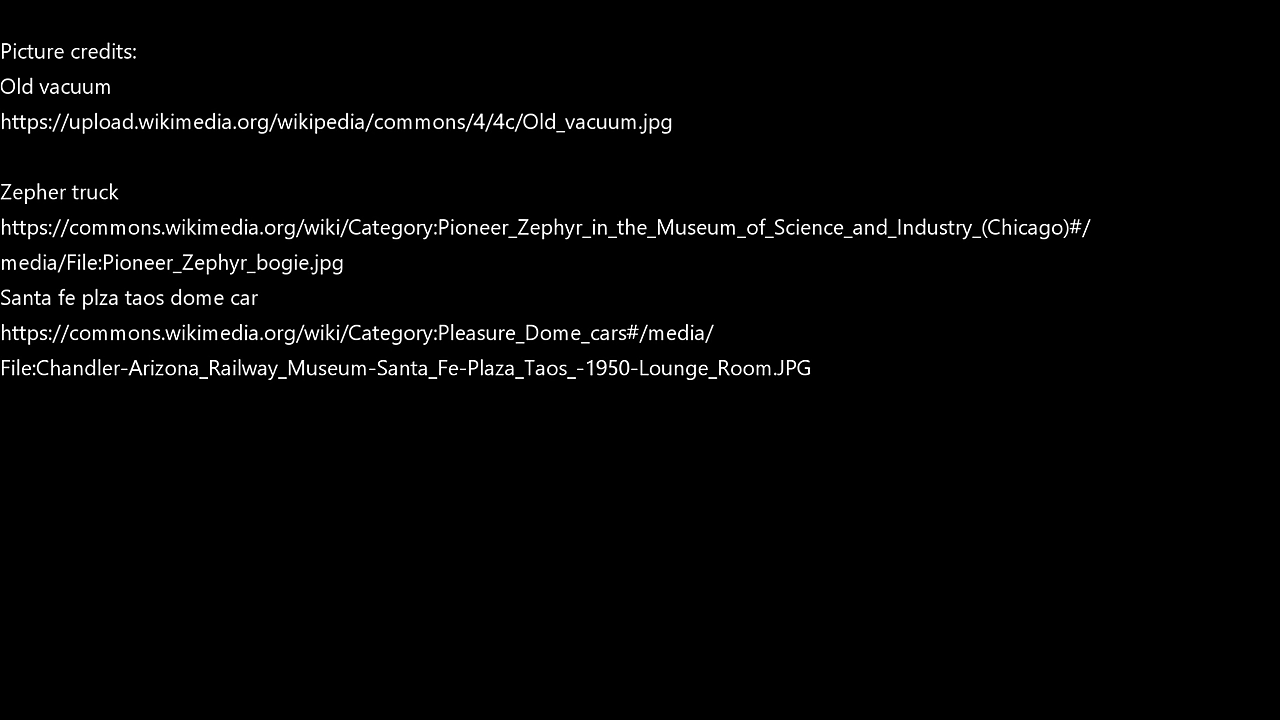 Picture credits:
Old vacuum
https://upload.wikimedia.org/wikipedia/commons/4/4c/Old_vacuum.jpg
Zepher truck
https://commons.wikimedia.org/wiki/Category:Pioneer_Zephyr_in_the_Museum_of_Science_and_Industry_(Chicago)#/
media/File:Pioneer_Zephyr_bogie.jpg
Santa fe plza taos dome car
https://commons.wikimedia.org/wiki/Category:Pleasure_Dome_cars#/media/
File:Chandler-Arizona_Railway_Museum-Santa_Fe-Plaza_Taos_-1950-Lounge_Room.JPG